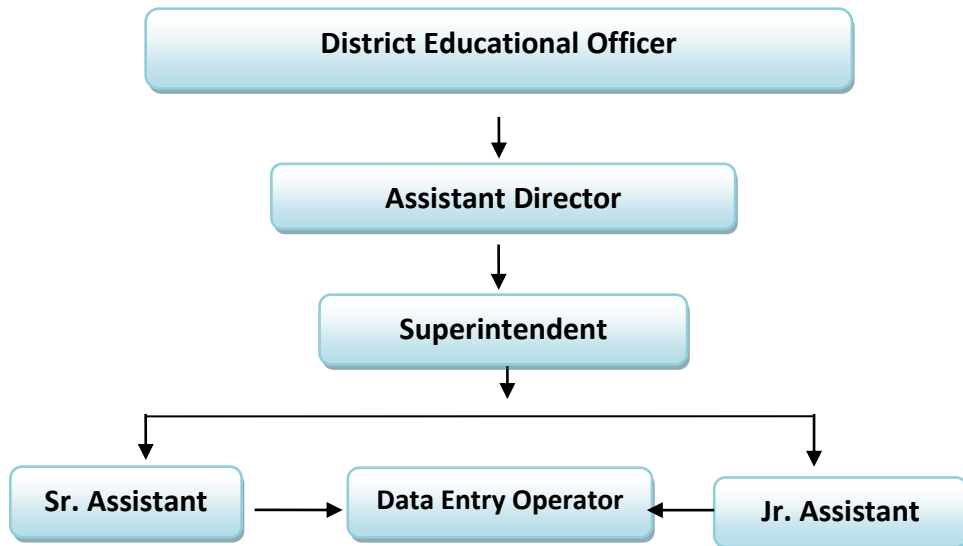 District Educational Officer
Assistant Director
Superintendent
Sr. Assistant
Data Entry Operator
Jr. Assistant